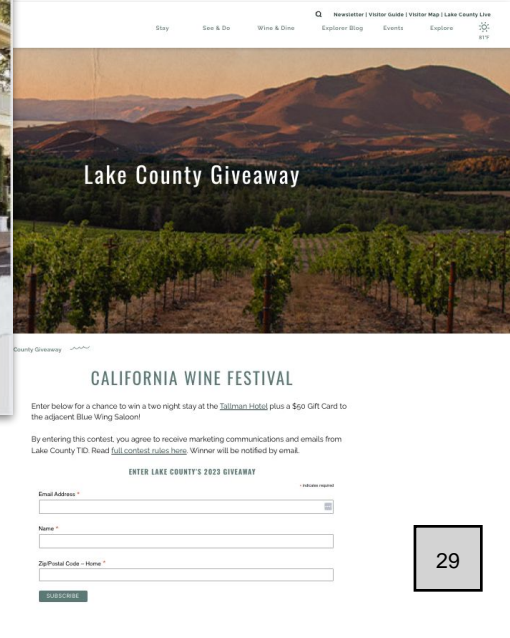 Newsletter | Visitor Guide | Visitor Map | Lake County Live
Stay See & Do Wine & Dine Explorer Blog Events Explore
81°F
Lake County Giveaway
County Giveaway
CALIFORNIA WINE FESTIVAL
Enter below for a chance to win a two night stay at the Tallman Hotel plus a $50 Gift Card to
the adjacent Blue Wing Saloon!
By entering this contest, you agree to receive marketing communications and emails from
Lake County TID. Read full contest rules here. Winner will be notified by email.
ENTER LAKE COUNTY'S 2023 GIVEAWAY
* indicates required
Email Address *
Name *
Zip/Postal Code – Home *
SUBSCRIBE
29